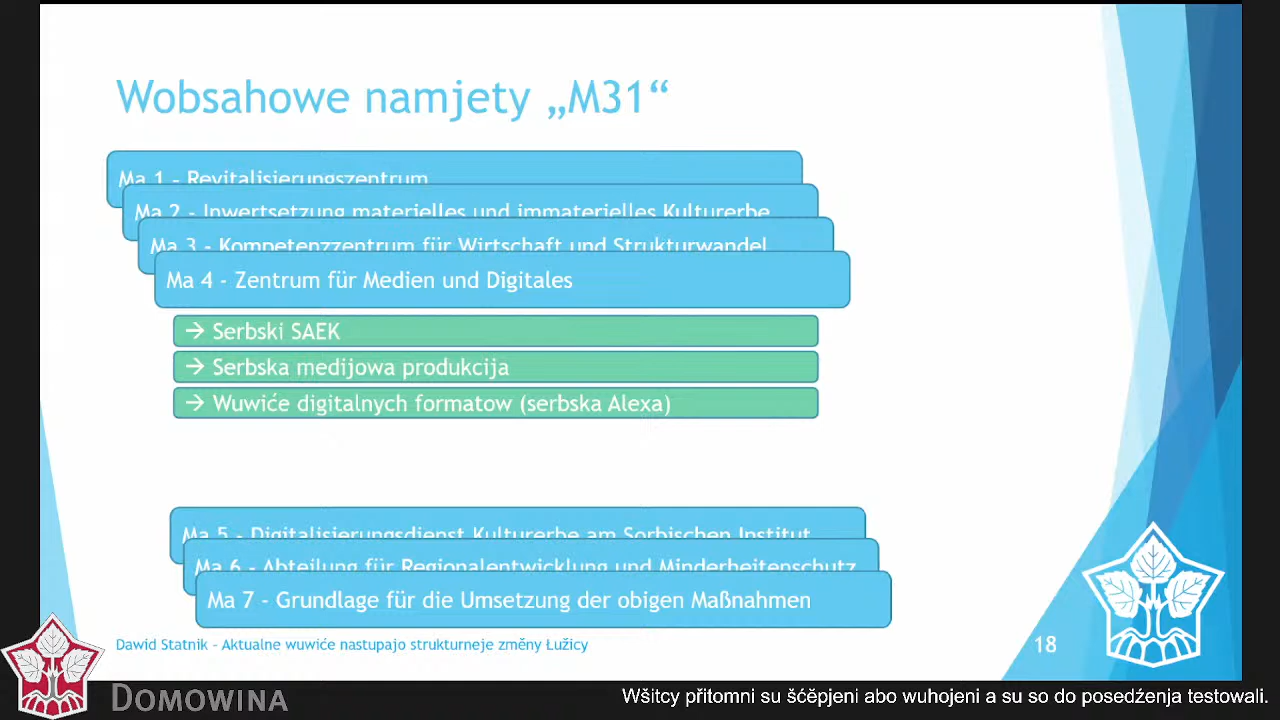 Wobsahowe namjety „M31“
Ma 1 - Revitalisierungszentrum
Ma 2 - Inwertsetzung materielles und immaterielles Kulturerbe
Ma 3 - Kompetenzzentrum für Wirtschaft und Strukturwandel
Ma 4 - Zentrum für Medien und Digitales
→ Serbski SAEK
→ Serbska medijowa produkcija
→ Wuwiće digitalnych formatow (serbska Alexa)
Ma 5 - Digitalisierungsdienst Kulturerbe am Sorbischen Institut
Ma 6 - Abteilung für Regionalentwicklung und Minderheitenschutz
Ma 7 - Grundlage für die Umsetzung der obigen Maßnahmen
Dawid Statnik - Aktualne wuwiće nastupajo strukturneje změny Łužicy
18
DOMOWINA
Wšitcy přitomni su šćěpjeni abo wuhojeni a su so do posedźenja testowali.